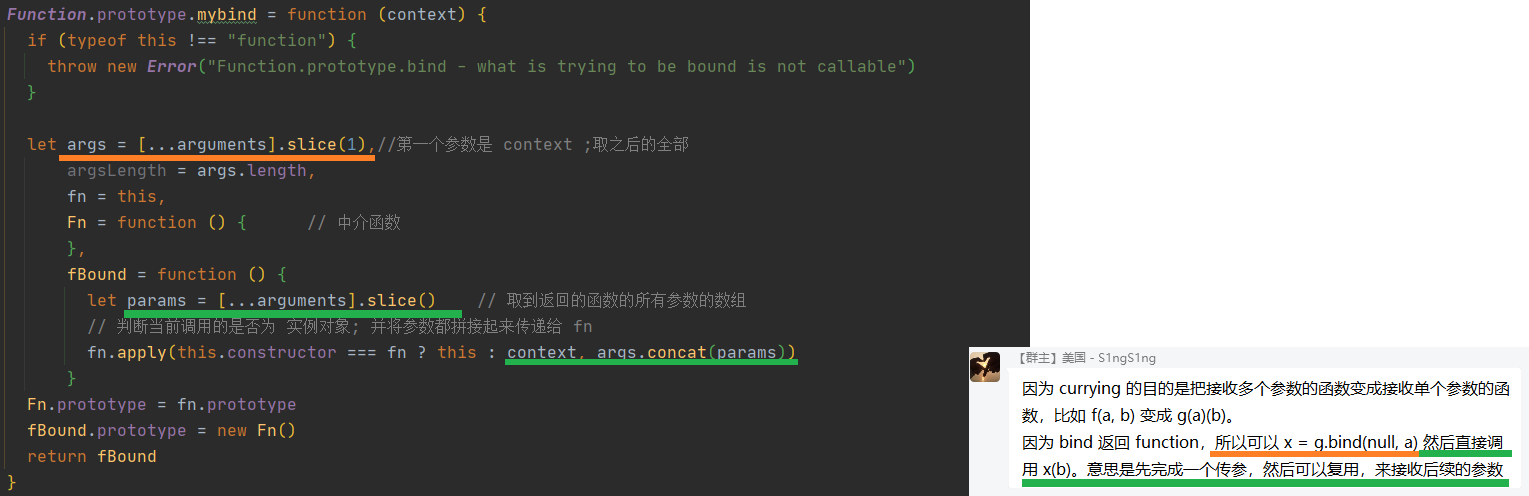 Function.prototype.mybind = function (context) {
if (typeof this !== "function") {
throw new Error("Function.prototype.bind - what is trying to be bound is not callable")
}
let args = [...arguments].slice(1),//第一个参数是 context ;取之后的全部
argsLength = args.length,
fn = this,
Fn = function () { // 中介函数
},
fBound = function () {
let params = [...arguments].slice() // 取到返回的函数的所有参数的数组
// 判断当前调用的是否为 实例对象; 并将参数都拼接起来传递给 fn
fn.apply(this.constructor === fn ? this : context, args.concat(params))
}
Fn.prototype = fn.prototype
fBound.prototype = new Fn()
return fBound
}
【群主】美国 - S1ngS1ng
因为 currying 的目的是把接收多个参数的函数变成接收单个参数的函
数，比如 f(a, b) 变成 g(a)(b)。
因为 bind 返回 function，所以可以 x = g.bind(null, a) 然后直接调
用 x(b)。意思是先完成一个传参，然后可以复用，来接收后续的参数